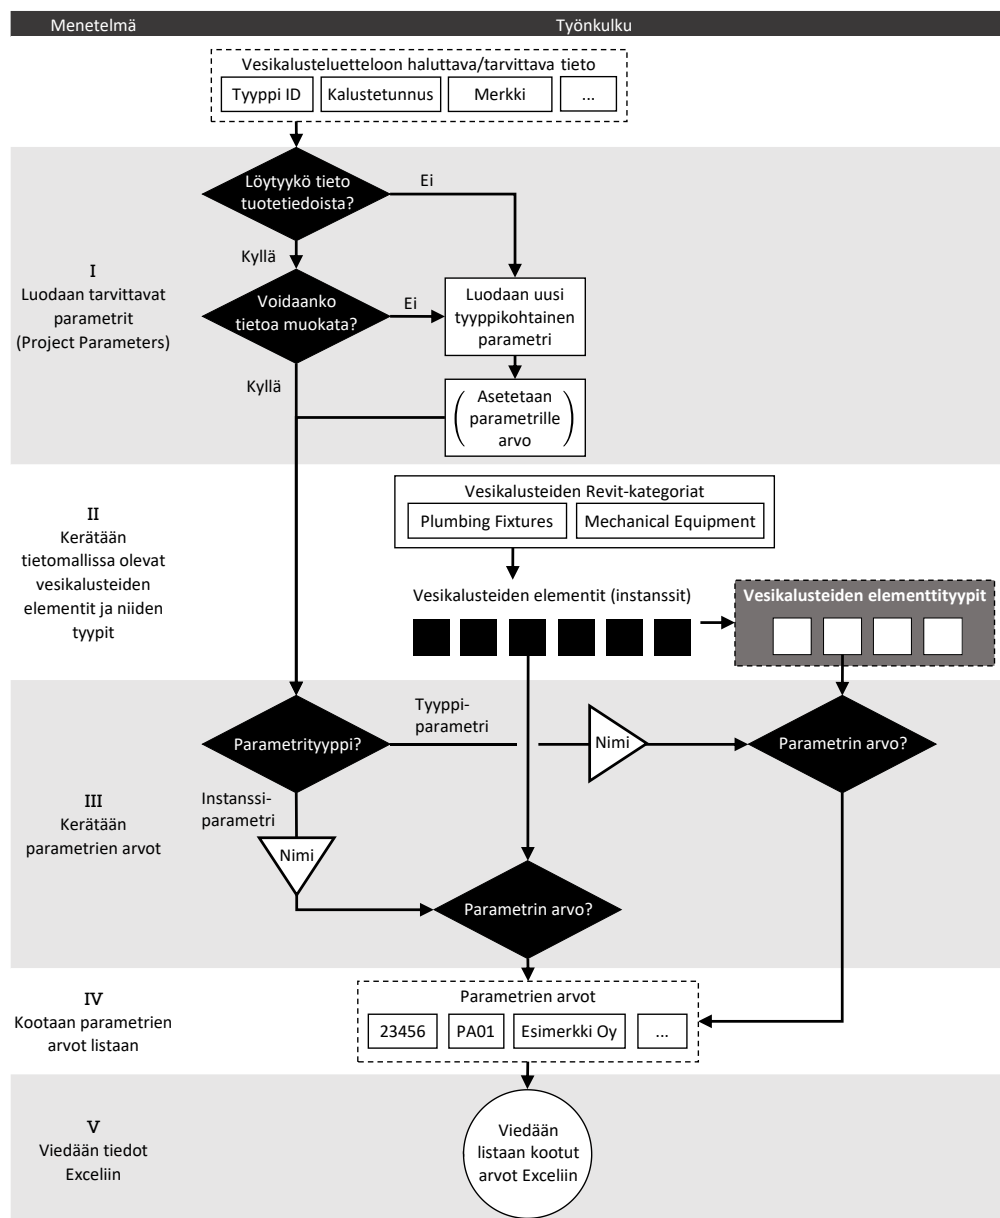 Menetelmä
Työnkulku
Vesikalusteluetteloon haluttava/tarvittava tieto
Tyyppi ID
Kalustetunnus
Merkki
...
I
Luodaan tarvittavat
parametrit
(Project Parameters)
Löytyykö tieto
tuotetiedoista?
Ei
Kyllä
Voidaanko
tietoa muokata?
Ei
Luodaan uusi
tyyppikohtainen
parametri
Kyllä
Asetetaan
parametrille
arvo
II
Kerätään
tietomallissa olevat
vesikalusteiden
elementit ja niiden
tyypit
Vesikalusteiden Revit-kategoriat
Plumbing Fixtures
Mechanical Equipment
Vesikalusteiden elementit (instanssit)
Vesikalusteiden elementtityypit
III
Kerätään
parametrien arvot
Parametrityyppi?
Tyyppi-
parametri
Nimi
Parametrin arvo?
Instanssi-
parametri
Nimi
Parametrin arvo?
IV
Kootaan parametrien
arvot listaan
Parametrien arvot
23456
PA01
Esimerkki Oy
...
V
Viedään tiedot
Exceliin
Viedään
listaan kootut
arvot Exceliin